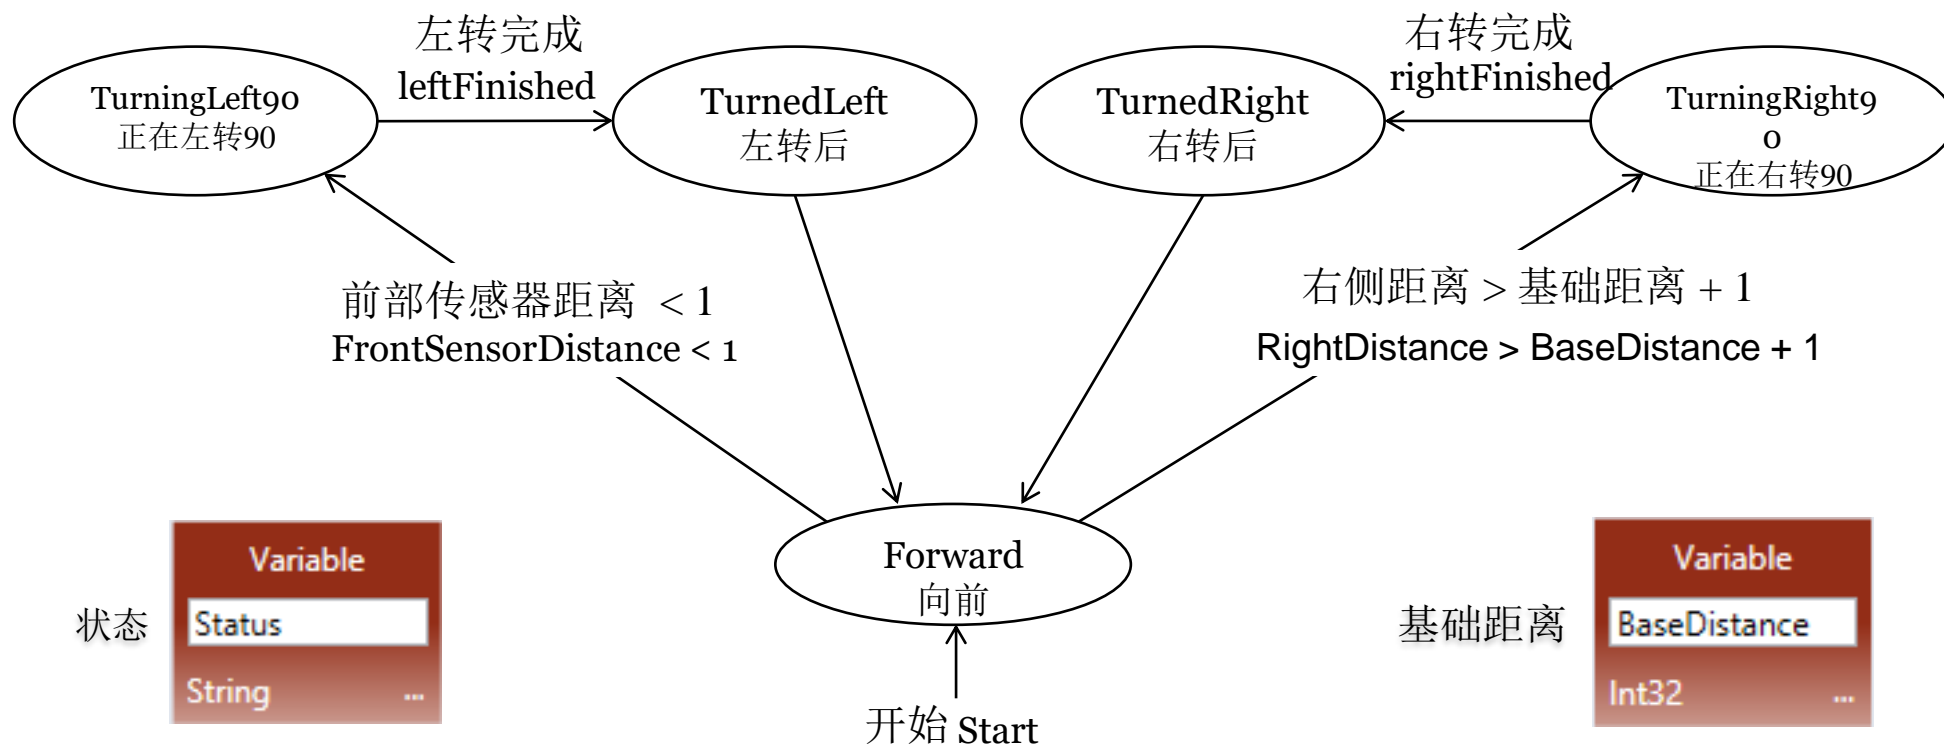 左转完成
leftFinished
右转完成
rightFinished
TurningLeft90
正在左转90
TurnedLeft
左转后
TurnedRight
右转后
TurningRight9
0
正在右转90
前部传感器距离 < 1
FrontSensorDistance < 1
右侧距离 > 基础距离 + 1
RightDistance > BaseDistance + 1
Forward
向前
状态
Variable
Status
String ...
基础距离
Variable
BaseDistance
Int32 ...
开始 Start